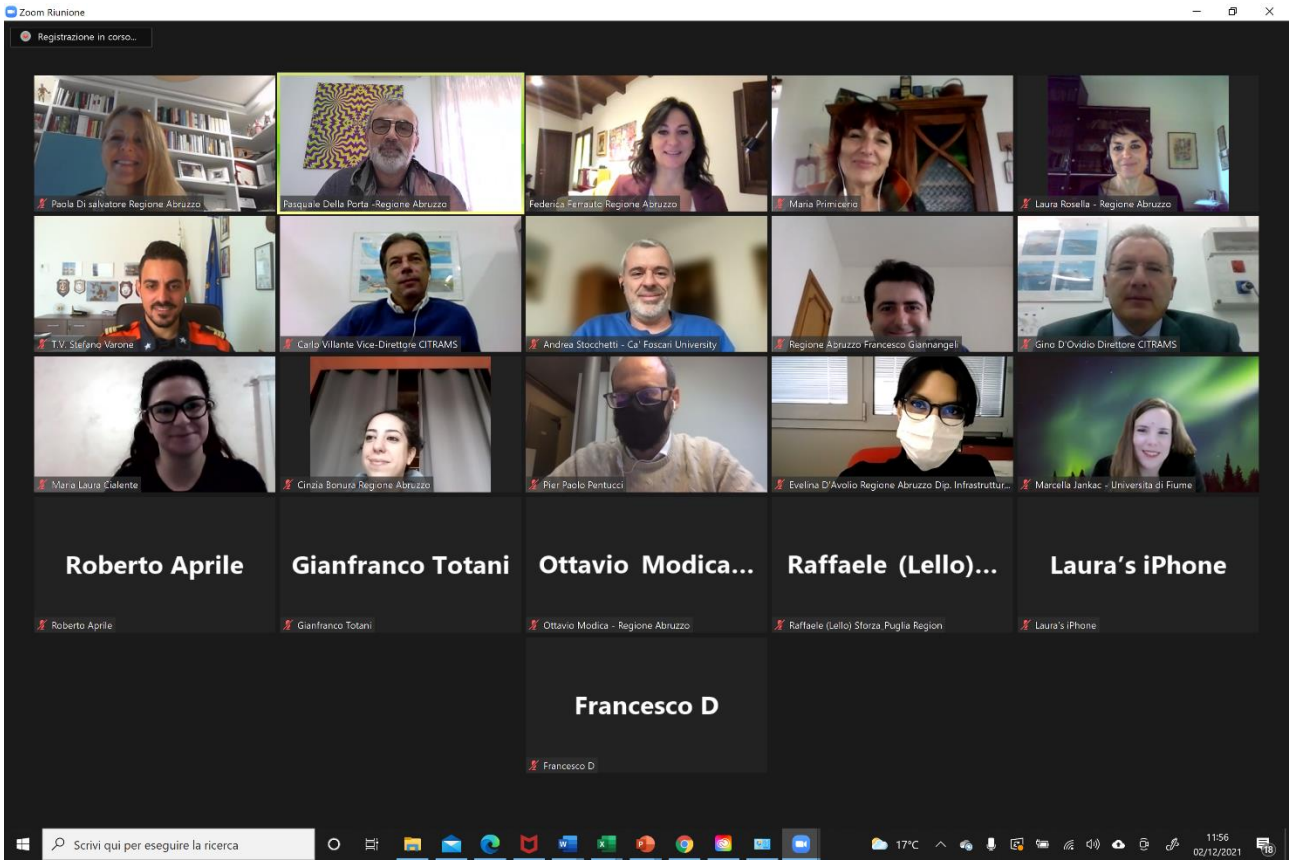 Zoom Riunione
Registrazione in corso...
Paola Di salvatore Regione Abruzzo
Pasquale Della Porta -Regione Abruzzo
Federica Ferrauto Regione Abruzzo
Maria Primicerio
Laura Rosella - Regione Abruzzo
T.V. Stefano Varone
Carlo Villante Vice-Direttore CITRAMS
Andrea Stocchetti - Ca' Foscari University
Regione Abruzzo Francesco Giannangeli
Gino D'Ovidio Direttore CITRAMS
Maria Laura Cialente
Cinzia Bonura Regione Abruzzo
Pier Paolo Pentucci
Evelina D'Avolio Regione Abruzzo Dip. Infrastruttur...
Marcella Jankac - Universita di Fiume
Roberto Aprile
Gianfranco Totani
Ottavio Modica...
Raffaele (Lello)...
Laura's iPhone
Roberto Aprile
Gianfranco Totani
Ottavio Modica - Regione Abruzzo
Raffaele (Lello) Sforza_Puglia Region
Laura's iPhone
Francesco D
Francesco D
Scrivi qui per eseguire la ricerca
17°C
11:56
02/12/2021
18